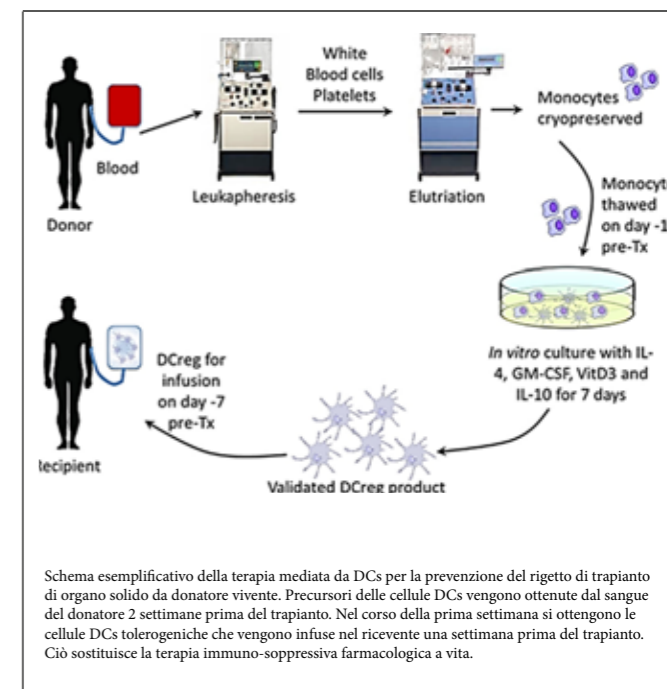 White
Blood cells
Platelets
Monocytes
cryopreserved
Blood
Leukapheresis
Elutriation
Donor
Monocyt
thawed
on day -1
pre-Tx
In vitro culture with IL-
4, GM-CSF, VitD3 and
IL-10 for 7 days
DCreg for
infusion
on day -7
pre-Tx
ecipient
Validated DCreg product
Schema esemplificativo della terapia mediata da DCs per la prevenzione del rigetto di trapianto
di organo solido da donatore vivente. Precursori delle cellule DCs vengono ottenute dal sangue
del donatore 2 settimane prima del trapianto. Nel corso della prima settimana si ottengono le
cellule DCs tolerogeniche che vengono infuse nel ricevente una settimana prima del trapianto.
Ciò sostituisce la terapia immuno-soppressiva farmacologica a vita.